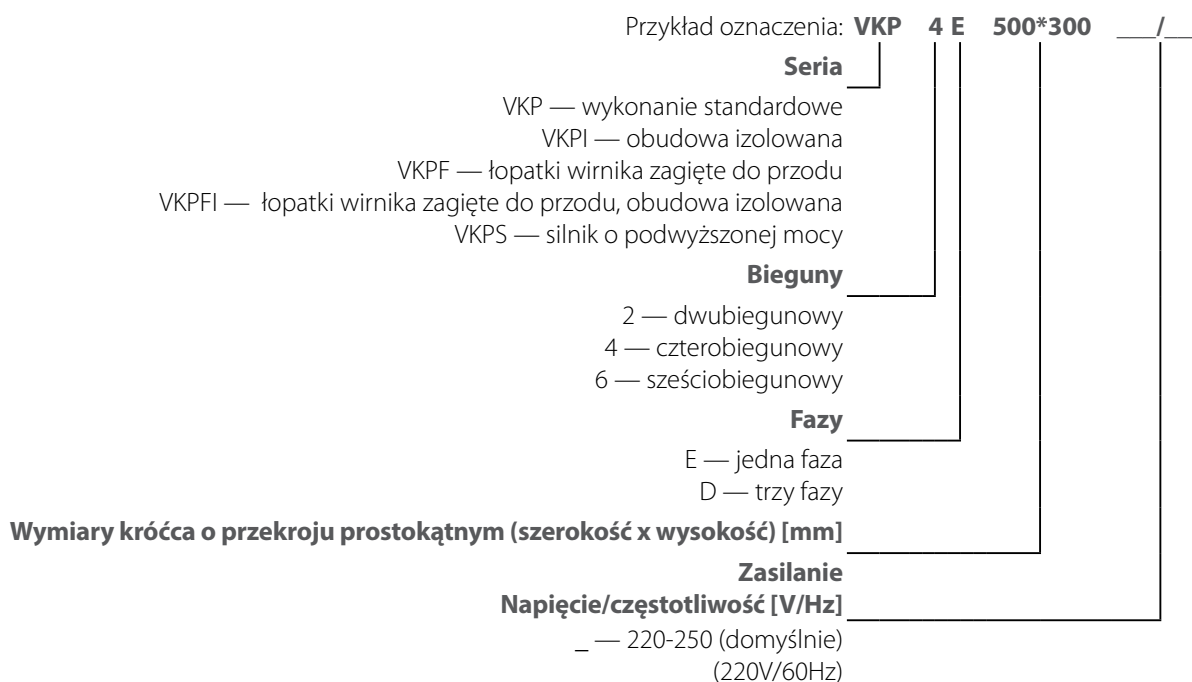 Przykład oznaczenia: VKP 4 E 500*300 ___/__
Seria
VKP — wykonanie standardowe
VKPI — obudowa izolowana
VKPF — łopatki wirnika zagięte do przodu
VKPFI — łopatki wirnika zagięte do przodu, obudowa izolowana
VKPS — silnik o podwyższonej mocy
Bieguny
2 — dwubiegunowy
4 — czterobiegunowy
6 — sześciobiegunowy
Fazy
E — jedna faza
D — trzy fazy
Wymiary króćca o przekroju prostokątnym (szerokość x wysokość) [mm]
Zasilanie
Napięcie/częstotliwość [V/Hz]
_ — 220-250 (domyślnie)
(220V/60Hz)